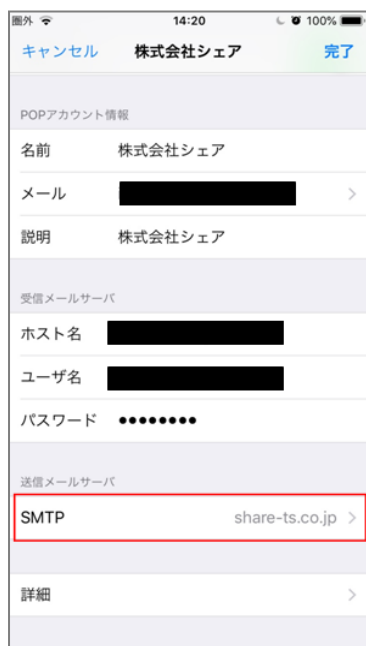 圏外 14:20 100%
キャンセル 株式会社シェア 完了
POPアカウント情報
名前 株式会社シェア
メール
説明 株式会社シェア
受信メールサーバ
ホスト名
ユーザ名
パスワード ●●●●●●●●
送信メールサーバ
SMTP share-ts.co.jp
詳細